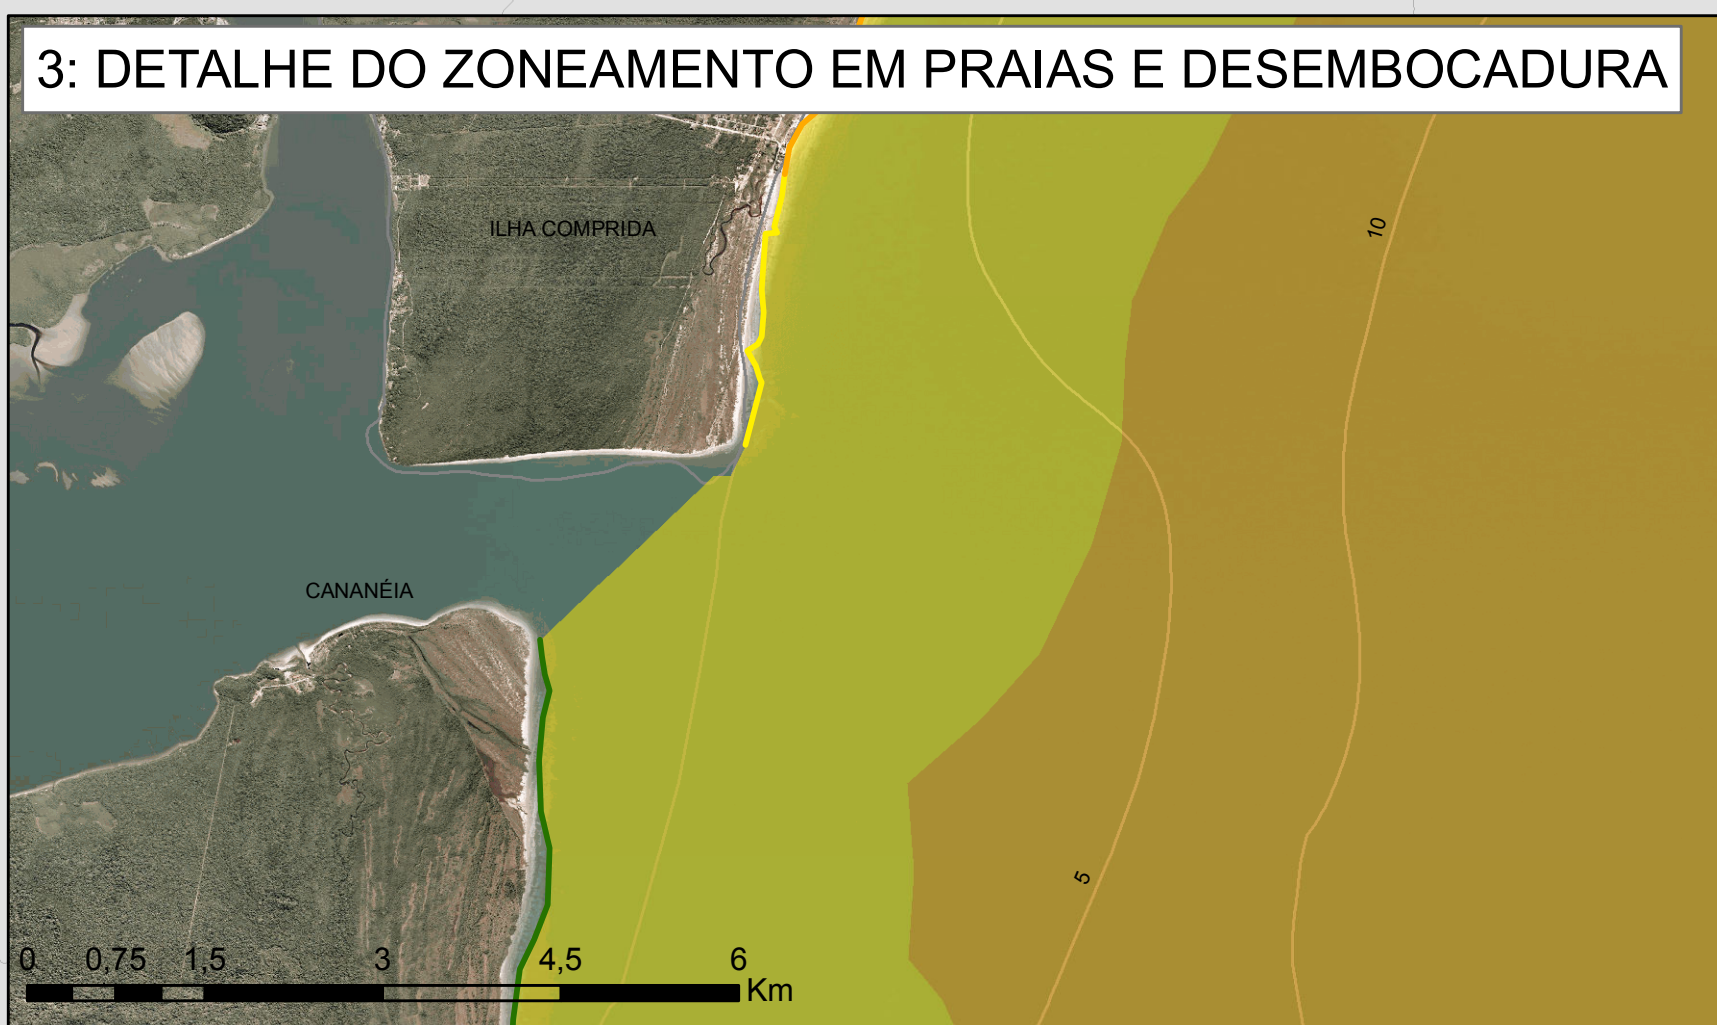 3: DETALHE DO ZONEAMENTO EM PRAIAS E DESEMBOCADURA
ILHA COMPRIDA
10
CANANÉIA
5
0 0,75 1,5 3 4,5 6
Km